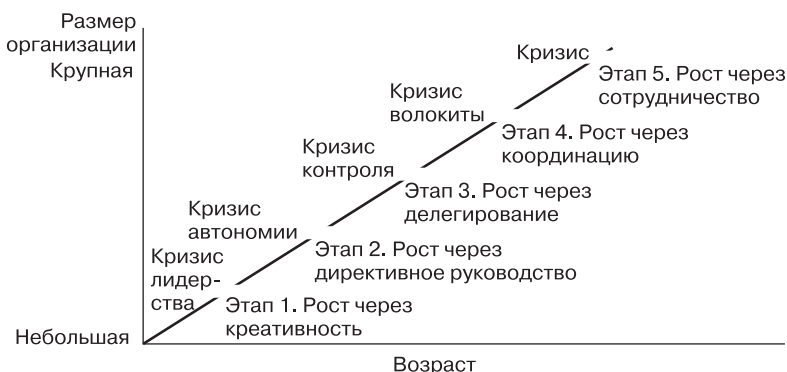 Размер
организации
Крупная
Кризис
Этап 5. Рост через
сотрудничество
Кризис
волокиты
Этап 4. Рост через
координацию
Кризис
контроля
Этап 3. Рост через
делегирование
Кризис
автономии
Этап 2. Рост через
директивное руководство
Кризис
лидер-
ства
Этап 1. Рост через
креативность
Небольшая
Возраст